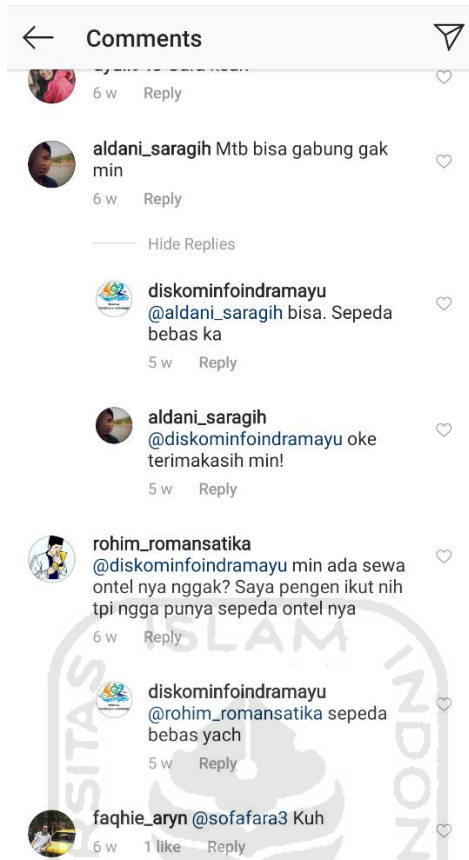 Comments
6 w Reply
aldani_saragih Mtb bisa gabung gak
min
6 w Reply
Hide Replies
diskominfoindramayu
@aldani_saragih bisa. Sepeda
bebas ka
5 w Reply
aldani_saragih
@diskominfoindramayu oke
terimakasih min!
5 w Reply
rohim_romansatika
@diskominfoindramayu min ada sewa
ontel nya nggak? Saya pengen ikut nih
tpi ngga punya sepeda ontel nya
6 w Reply
diskominfoindramayu
@rohim_romansatika sepeda
bebas yach
5 w Reply
faqhie_aryn @sofafara3 Kuh
6 w 1 like Reply
ISLAM
RSITAS
INDON